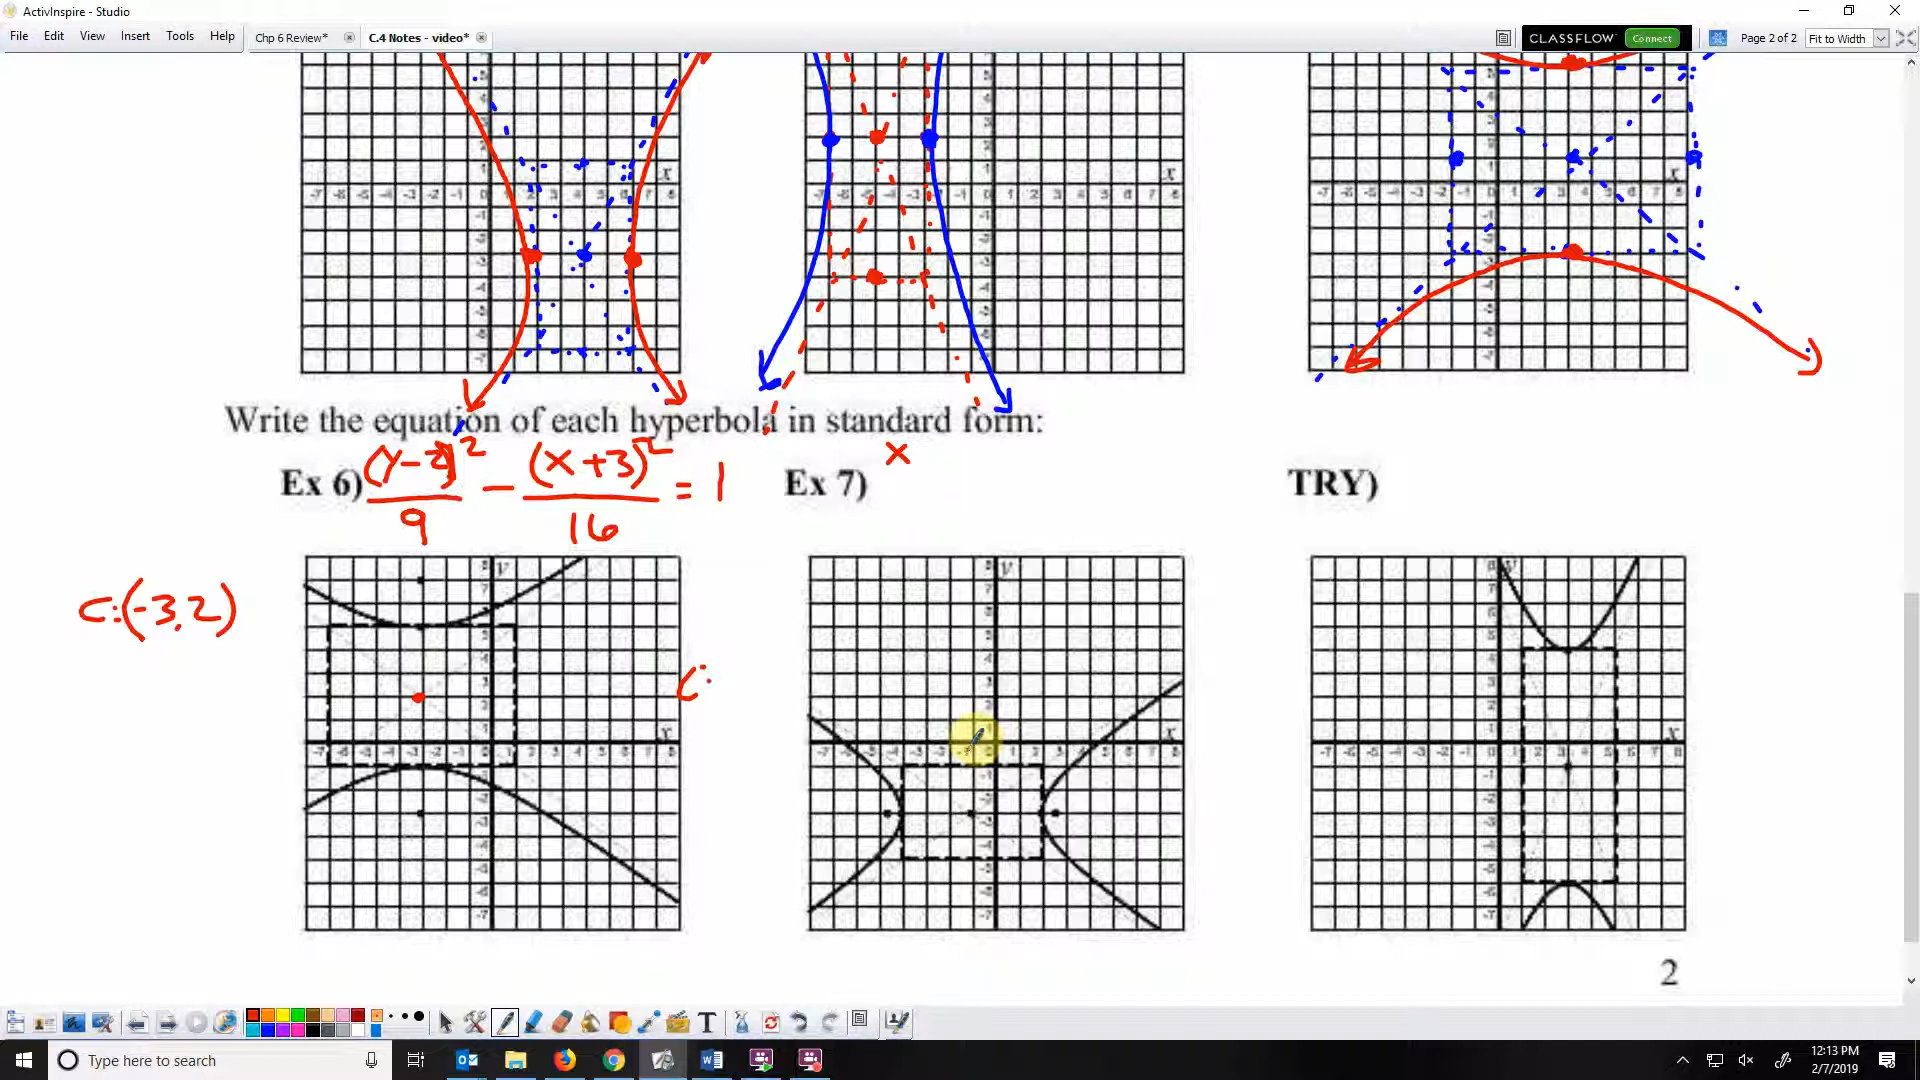 ActivInspire - Studio
File Edit View Insert Tools Help Chp 6 Review* C.4 Notes - video* CLASSFLOW Connect Page 2 of 2 Fit to Width
Write the equation of each hyperbola in standard form:
Ex 6) (y-2)²/9 - (x+3)²/16 = 1
Ex 7) x
TRY)
C:(-3,2)
C:
2
Type here to search
12:13 PM
2/7/2019